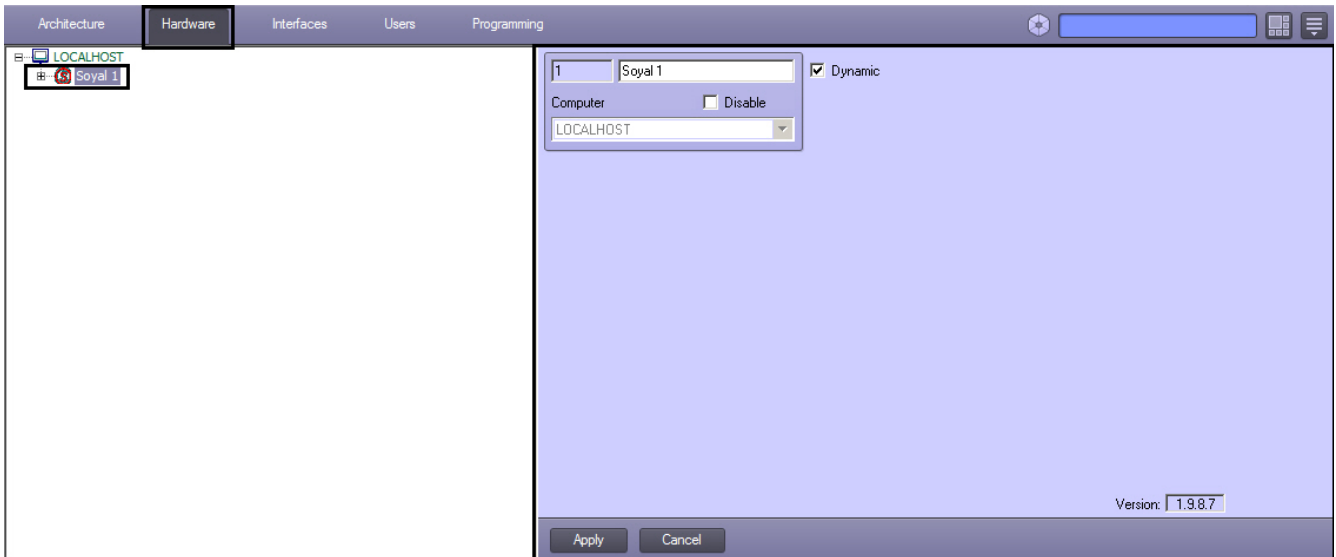 Architecture Hardware Interfaces Users Programming
LOCALHOST
Soyal 1
1 Soyal 1 Dynamic
Computer Disable
LOCALHOST
Version: 1.9.8.7
Apply Cancel